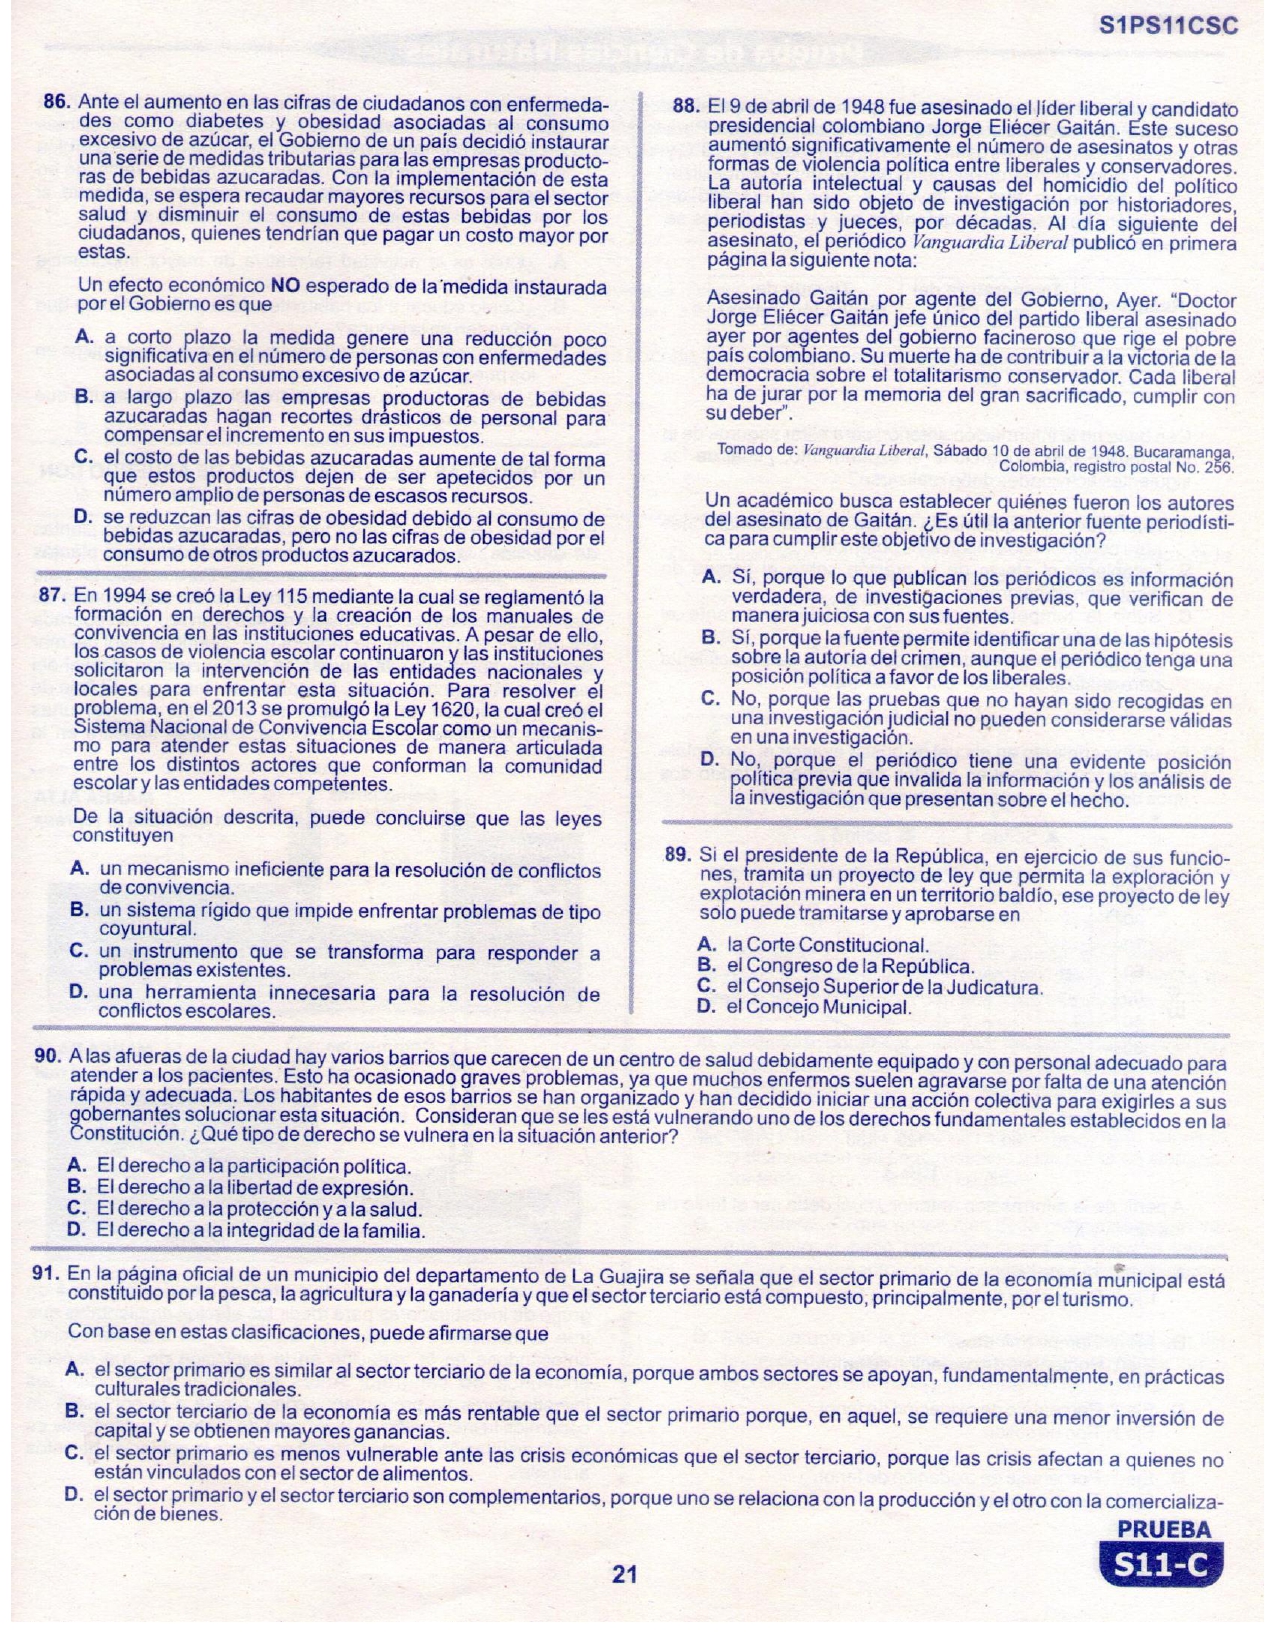 S1PS11CSC
86. Ante el aumento en las cifras de ciudadanos con enfermeda-
des como diabetes y obesidad asociadas al consumo
excesivo de azúcar, el Gobierno de un país decidió instaurar
una serie de medidas tributarias para las empresas producto-
ras de bebidas azucaradas. Con la implementación de esta
medida, se espera recaudar mayores recursos para el sector
salud y disminuir el consumo de estas bebidas por los
ciudadanos, quienes tendrían que pagar un costo mayor por
estas.
Un efecto económico NO esperado de la medida instaurada
por el Gobierno es que
A. a corto plazo la medida genere una reducción poco
significativa en el número de personas con enfermedades
asociadas al consumo excesivo de azúcar.
B. a largo plazo las empresas productoras de bebidas
azucaradas hagan recortes drásticos de personal para
compensar el incremento en sus impuestos.
C. el costo de las bebidas azucaradas aumente de tal forma
que estos productos dejen de ser apetecidos por un
número amplio de personas de escasos recursos.
D. se reduzcan las cifras de obesidad debido al consumo de
bebidas azucaradas, pero no las cifras de obesidad por el
consumo de otros productos azucarados.
87. En 1994 se creó la Ley 115 mediante la cual se reglamentó la
formación en derechos y la creación de los manuales de
convivencia en las instituciones educativas. A pesar de ello,
los casos de violencia escolar continuaron y las instituciones
solicitaron la intervención de las entidades nacionales y
locales para enfrentar esta situación. Para resolver el
problema, en el 2013 se promulgó la Ley 1620, la cual creó el
Sistema Nacional de Convivencia Escolar como un mecanis-
mo para atender estas situaciones de manera articulada
entre los distintos actores que conforman la comunidad
escolar y las entidades competentes.
De la situación descrita, puede concluirse que las leyes
constituyen
A. un mecanismo ineficiente para la resolución de conflictos
de convivencia.
B. un sistema rígido que impide enfrentar problemas de tipo
coyuntural.
C. un instrumento que se transforma para responder a
problemas existentes.
D. una herramienta innecesaria para la resolución de
conflictos escolares.
88. El 9 de abril de 1948 fue asesinado el líder liberal y candidato
presidencial colombiano Jorge Eliécer Gaitán. Este suceso
aumentó significativamente el número de asesinatos y otras
formas de violencia política entre liberales y conservadores.
La autoría intelectual y causas del homicidio del político
liberal han sido objeto de investigación por historiadores,
periodistas y jueces, por décadas. Al día siguiente del
asesinato, el periódico Vanguardia Liberal publicó en primera
página la siguiente nota:
Asesinado Gaitán por agente del Gobierno, Ayer. “Doctor
Jorge Eliécer Gaitán jefe único del partido liberal asesinado
ayer por agentes del gobierno facineroso que rige el pobre
país colombiano. Su muerte ha de contribuir a la victoria de la
democracia sobre el totalitarismo conservador. Cada liberal
ha de jurar por la memoria del gran sacrificado, cumplir con
su deber”.
Tomado de: Vanguardia Liberal, Sábado 10 de abril de 1948. Bucaramanga,
Colombia, registro postal No. 256.
Un académico busca establecer quiénes fueron los autores
del asesinato de Gaitán. ¿Es útil la anterior fuente periodísti-
ca para cumplir este objetivo de investigación?
A. Sí, porque lo que publican los periódicos es información
verdadera, de investigaciones previas, que verifican de
manera juiciosa con sus fuentes.
B. Sí, porque la fuente permite identificar una de las hipótesis
sobre la autoría del crimen, aunque el periódico tenga una
posición política a favor de los liberales.
C. No, porque las pruebas que no hayan sido recogidas en
una investigación judicial no pueden considerarse válidas
en una investigación.
D. No, porque el periódico tiene una evidente posición
política previa que invalida la información y los análisis de
la investigación que presentan sobre el hecho.
89. Si el presidente de la República, en ejercicio de sus funcio-
nes, tramita un proyecto de ley que permita la exploración y
explotación minera en un territorio baldío, ese proyecto de ley
solo puede tramitarse y aprobarse en
A. la Corte Constitucional.
B. el Congreso de la República.
C. el Consejo Superior de la Judicatura.
D. el Concejo Municipal.
90. A las afueras de la ciudad hay varios barrios que carecen de un centro de salud debidamente equipado y con personal adecuado para
atender a los pacientes. Esto ha ocasionado graves problemas, ya que muchos enfermos suelen agravarse por falta de una atención
rápida y adecuada. Los habitantes de esos barrios se han organizado y han decidido iniciar una acción colectiva para exigirles a sus
gobernantes solucionar esta situación. Consideran que se les está vulnerando uno de los derechos fundamentales establecidos en la
Constitución. ¿Qué tipo de derecho se vulnera en la situación anterior?
A. El derecho a la participación política.
B. El derecho a la libertad de expresión.
C. El derecho a la protección y a la salud.
D. El derecho a la integridad de la familia.
91. En la página oficial de un municipio del departamento de La Guajira se señala que el sector primario de la economía municipal está
constituido por la pesca, la agricultura y la ganadería y que el sector terciario está compuesto, principalmente, por el turismo.
Con base en estas clasificaciones, puede afirmarse que
A. el sector primario es similar al sector terciario de la economía, porque ambos sectores se apoyan, fundamentalmente, en prácticas
culturales tradicionales.
B. el sector terciario de la economía es más rentable que el sector primario porque, en aquel, se requiere una menor inversión de
capital y se obtienen mayores ganancias.
C. el sector primario es menos vulnerable ante las crisis económicas que el sector terciario, porque las crisis afectan a quienes no
están vinculados con el sector de alimentos.
D. el sector primario y el sector terciario son complementarios, porque uno se relaciona con la producción y el otro con la comercializa-
ción de bienes.
PRUEBA
S11-C
21